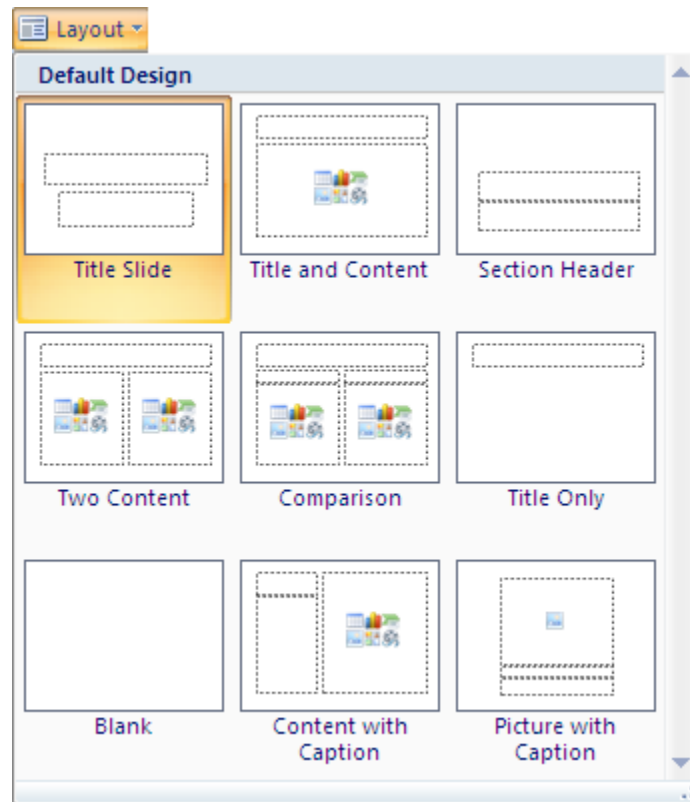 Layout
Default Design
Title Slide
Title and Content
Section Header
Two Content
Comparison
Title Only
Blank
Content with
Caption
Picture with
Caption